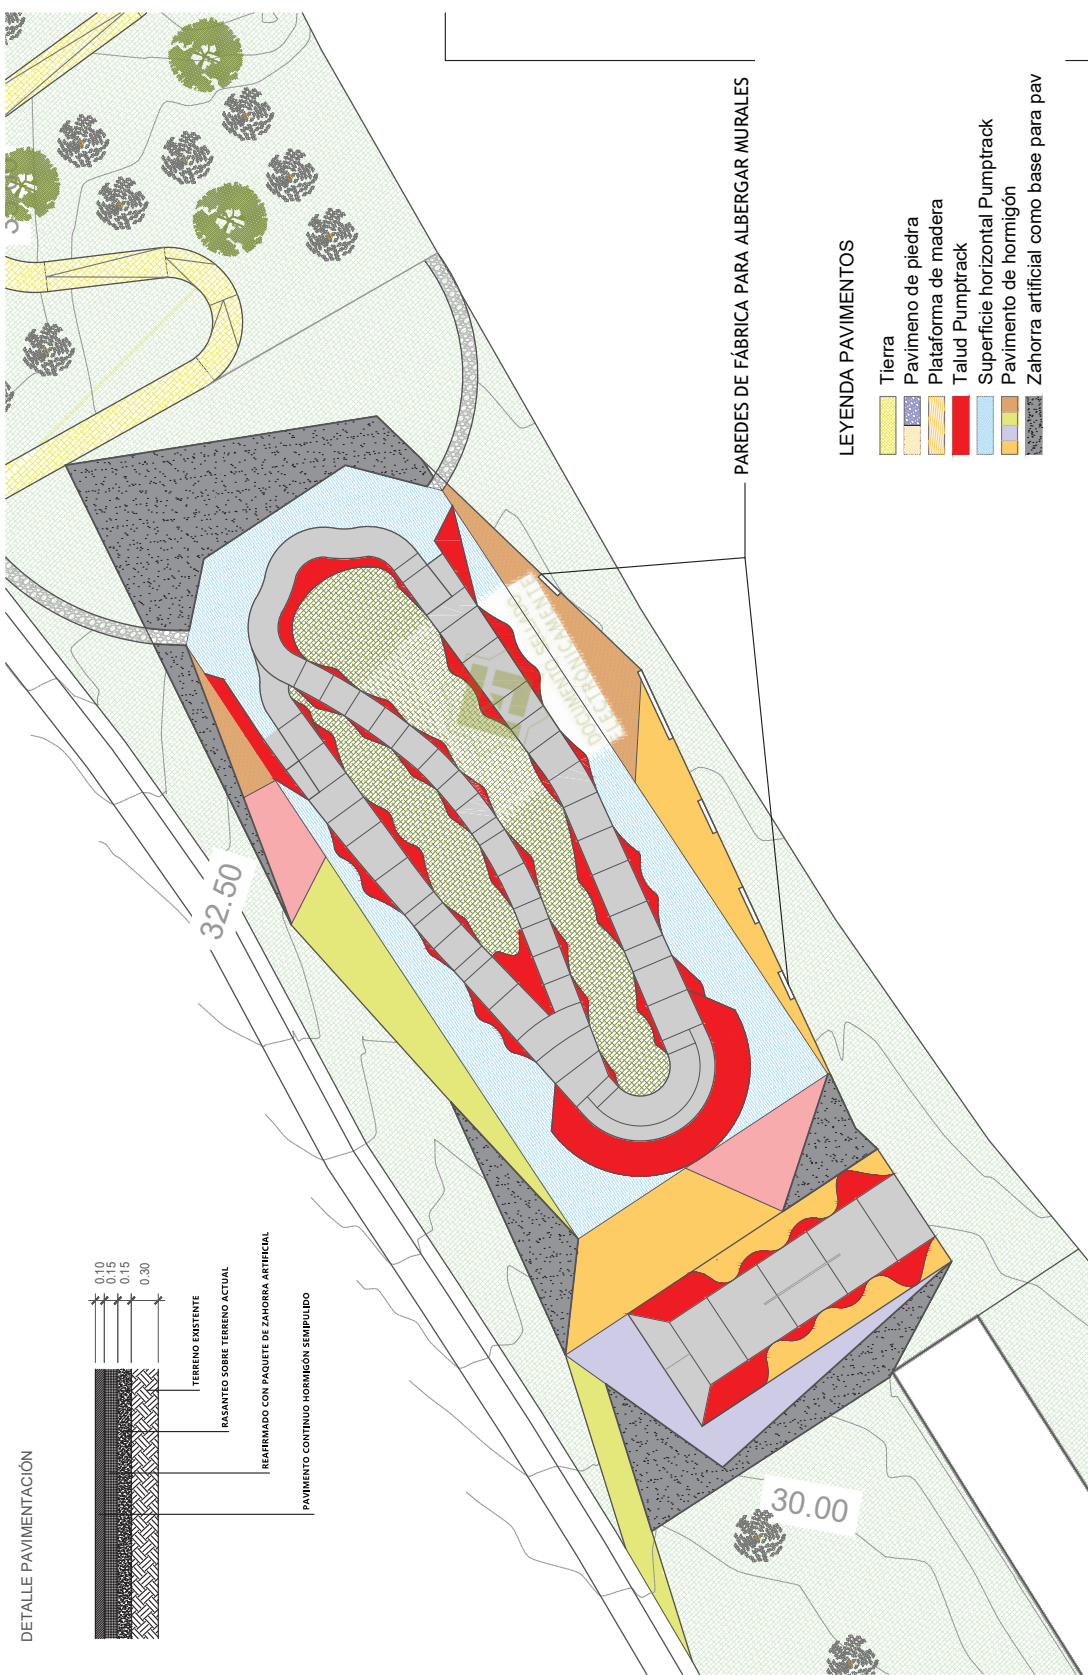 PAREDES DE FÁBRICA PARA ALBERGAR MURALES
LEYENDA PAVIMENTOS
Tierra
Pavimeno de piedra
Plataforma de madera
Talud Pumptrack
Superficie horizontal Pumptrack
Pavimento de hormigón
Zahorra artificial como base para pav
32.50
30.00
DOCUMENTO SELLADO
ELECTRÓNICAMENTE
DETALLE PAVIMENTACIÓN
0.10
0.15
0.15
0.30
TERRENO EXISTENTE
RASANTEO SOBRE TERRENO ACTUAL
REAFIRMADO CON PAQUETE DE ZAHORRA ARTIFICIAL
PAVIMENTO CONTINUO HORMIGÓN SEMIPULIDO